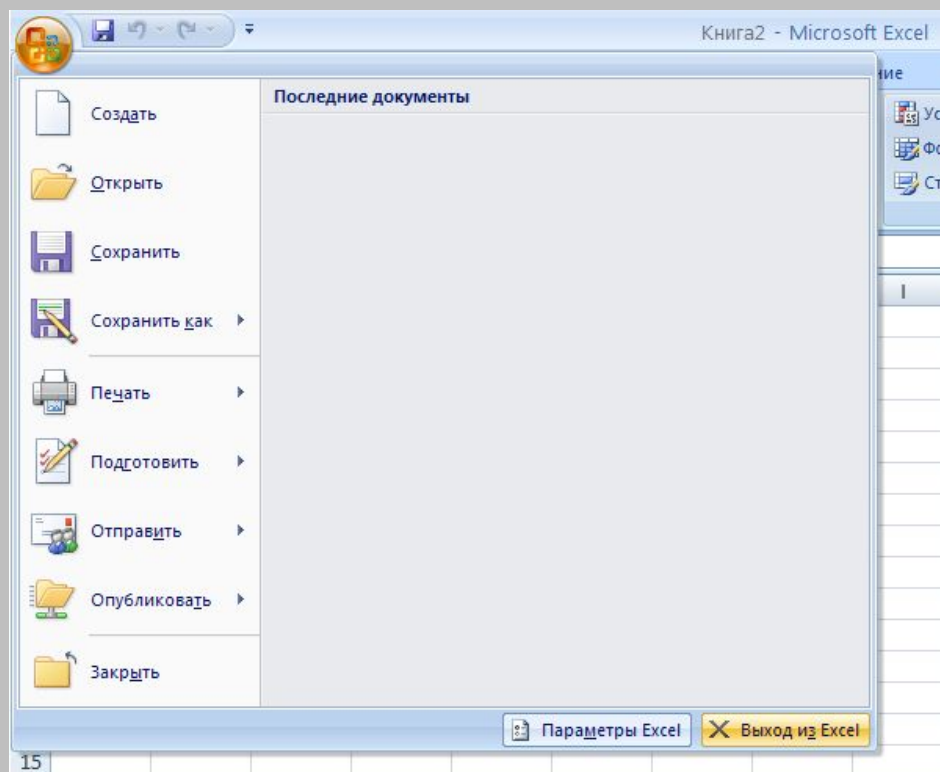 Книга2 - Microsoft Excel
Последние документы
Создать
Открыть
Сохранить
Сохранить как
Печать
Подготовить
Отправить
Опубликовать
Закрыть
Параметры Excel
Выход из Excel
I
15